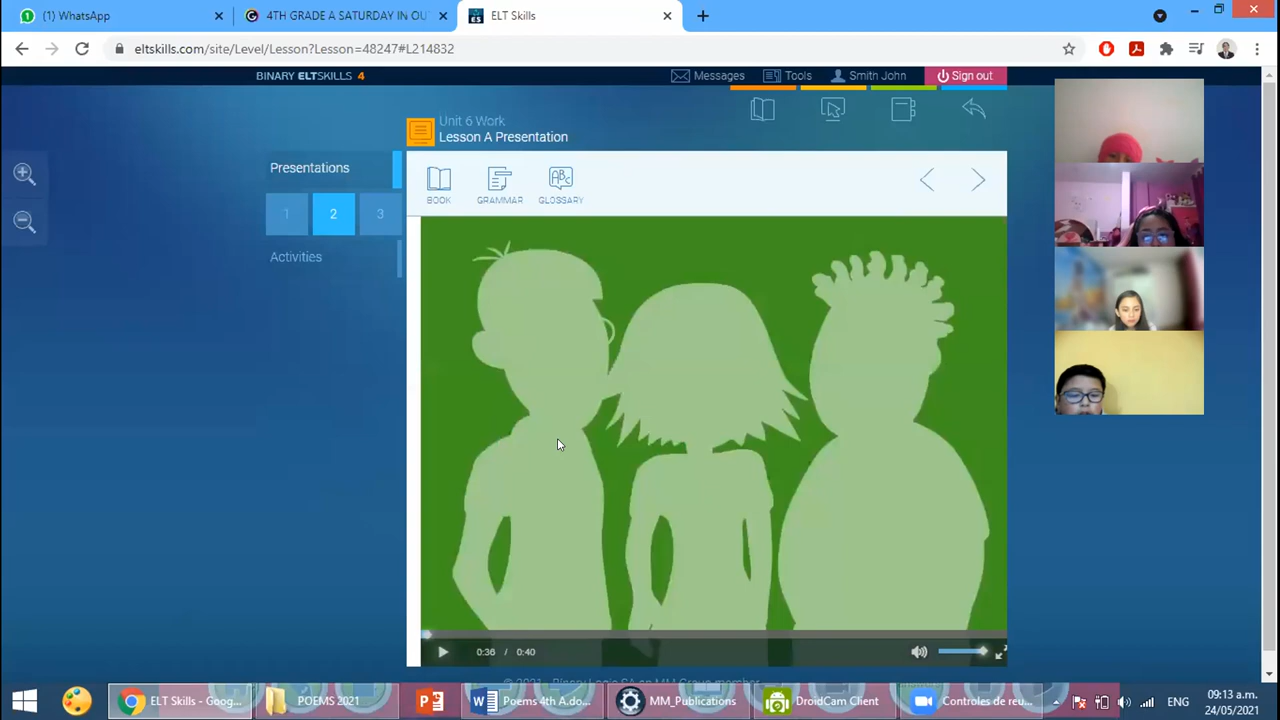 (1) WhatsApp
4TH GRADE A SATURDAY IN OU
ELT Skills
eltskills.com/site/Level/Lesson?Lesson=48247#L214832
BINARY ELTSKILLS 4
Messages
Tools
Smitn John
Sign out
Unit 6 Work
Lesson A Presentation
Presentations
1 2 3
Activities
BOOK
GRAMMAR
ABC
GLOSSARY
0:36 / 0:40
ELT Skills - Goog...
POEMS 2021
Poems 4th A.do...
MM_Publications
DroidCam Client
Controles de reu...
ENG
09:13 a.m.
24/05/2021